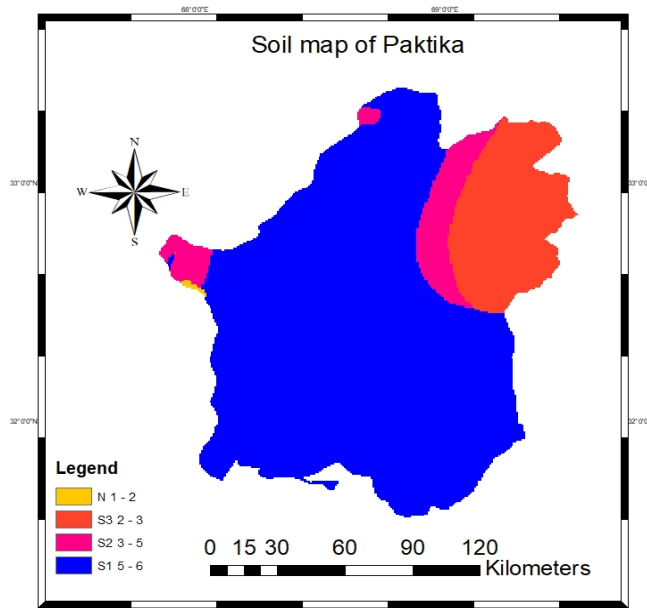 68°0'0"E 69°0'0"E
Soil map of Paktika
N
W E
S
33°0'0"N 33°0'0"N
32°0'0"N 32°0'0"N
Legend
N 1 - 2
S3 2 - 3
S2 3 - 5
S1 5 - 6
0 15 30 60 90 120
Kilometers